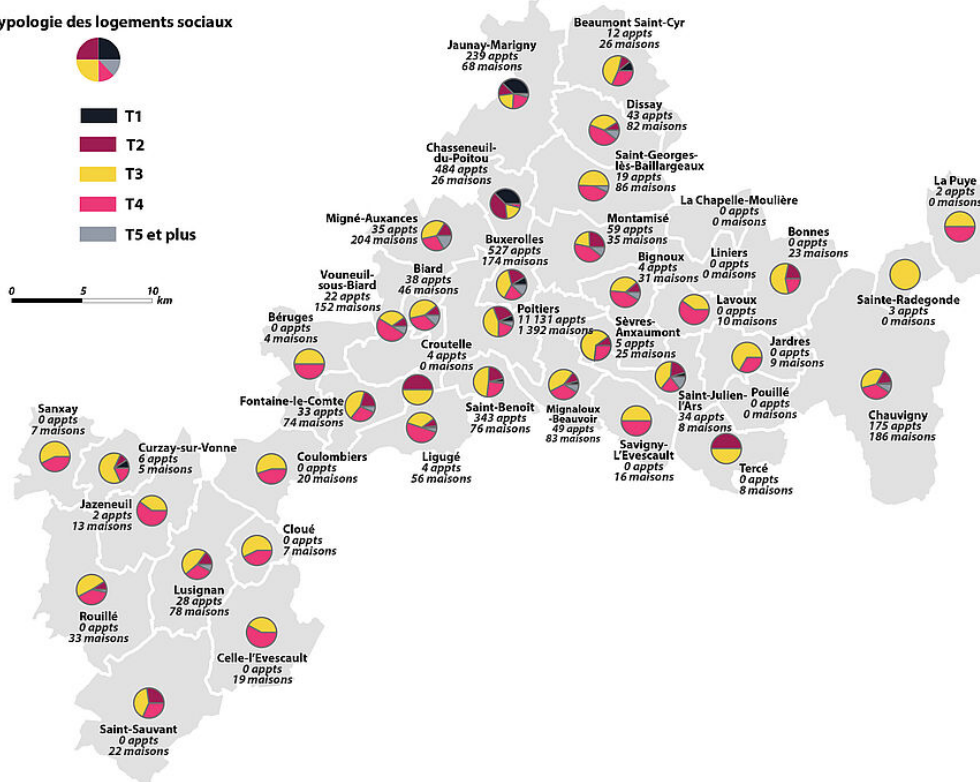 ypologie des logements sociaux
T1
T2
T3
T4
T5 et plus
0 5 10 km
Beaumont Saint-Cyr
12 appts
26 maisons
Jaunay-Marigny
239 appts
68 maisons
Dissay
43 appts
82 maisons
Chasseneuil-
du-Poitou
484 appts
26 maisons
Saint-Georges-
lès-Baillargeaux
19 appts
86 maisons
La Puye
2 appts
0 maisons
La Chapelle-Moulière
0 appts
0 maisons
Migné-Auxances
35 appts
204 maisons
Montamisé
59 appts
35 maisons
Bonnes
0 appts
23 maisons
Buxerolles
527 appts
174 maisons
Liniers
0 appts
0 maisons
Bignoux
4 appts
31 maisons
Vouneuil-
sous-Biard
22 appts
152 maisons
Biard
38 appts
46 maisons
Sainte-Radegonde
3 appts
0 maisons
Lavoux
0 appts
10 maisons
Poitiers
11 131 appts
1 392 maisons
Béruges
0 appts
4 maisons
Sèvres-
Anxaumont
5 appts
25 maisons
Croutelle
4 appts
0 maisons
Jardres
0 appts
9 maisons
Fontaine-le-Comte
33 appts
74 maisons
Saint-Benoit
343 appts
76 maisons
Mignaloux
-Beauvoir
49 appts
83 maisons
Saint-Julien-
l'Ars
34 appts
8 maisons
Pouillé
0 appts
0 maisons
Chauvigny
175 appts
186 maisons
Sanxay
0 appts
7 maisons
Curzay-sur-Vonne
6 appts
5 maisons
Coulombiers
0 appts
20 maisons
Ligugé
4 appts
56 maisons
Savigny-
L'Evescault
0 appts
16 maisons
Tercé
0 appts
8 maisons
Jazeneuil
2 appts
13 maisons
Cloué
0 appts
7 maisons
Lusignan
28 appts
78 maisons
Rouillé
0 appts
33 maisons
Celle-l'Evescault
0 appts
19 maisons
Saint-Sauvant
0 appts
22 maisons